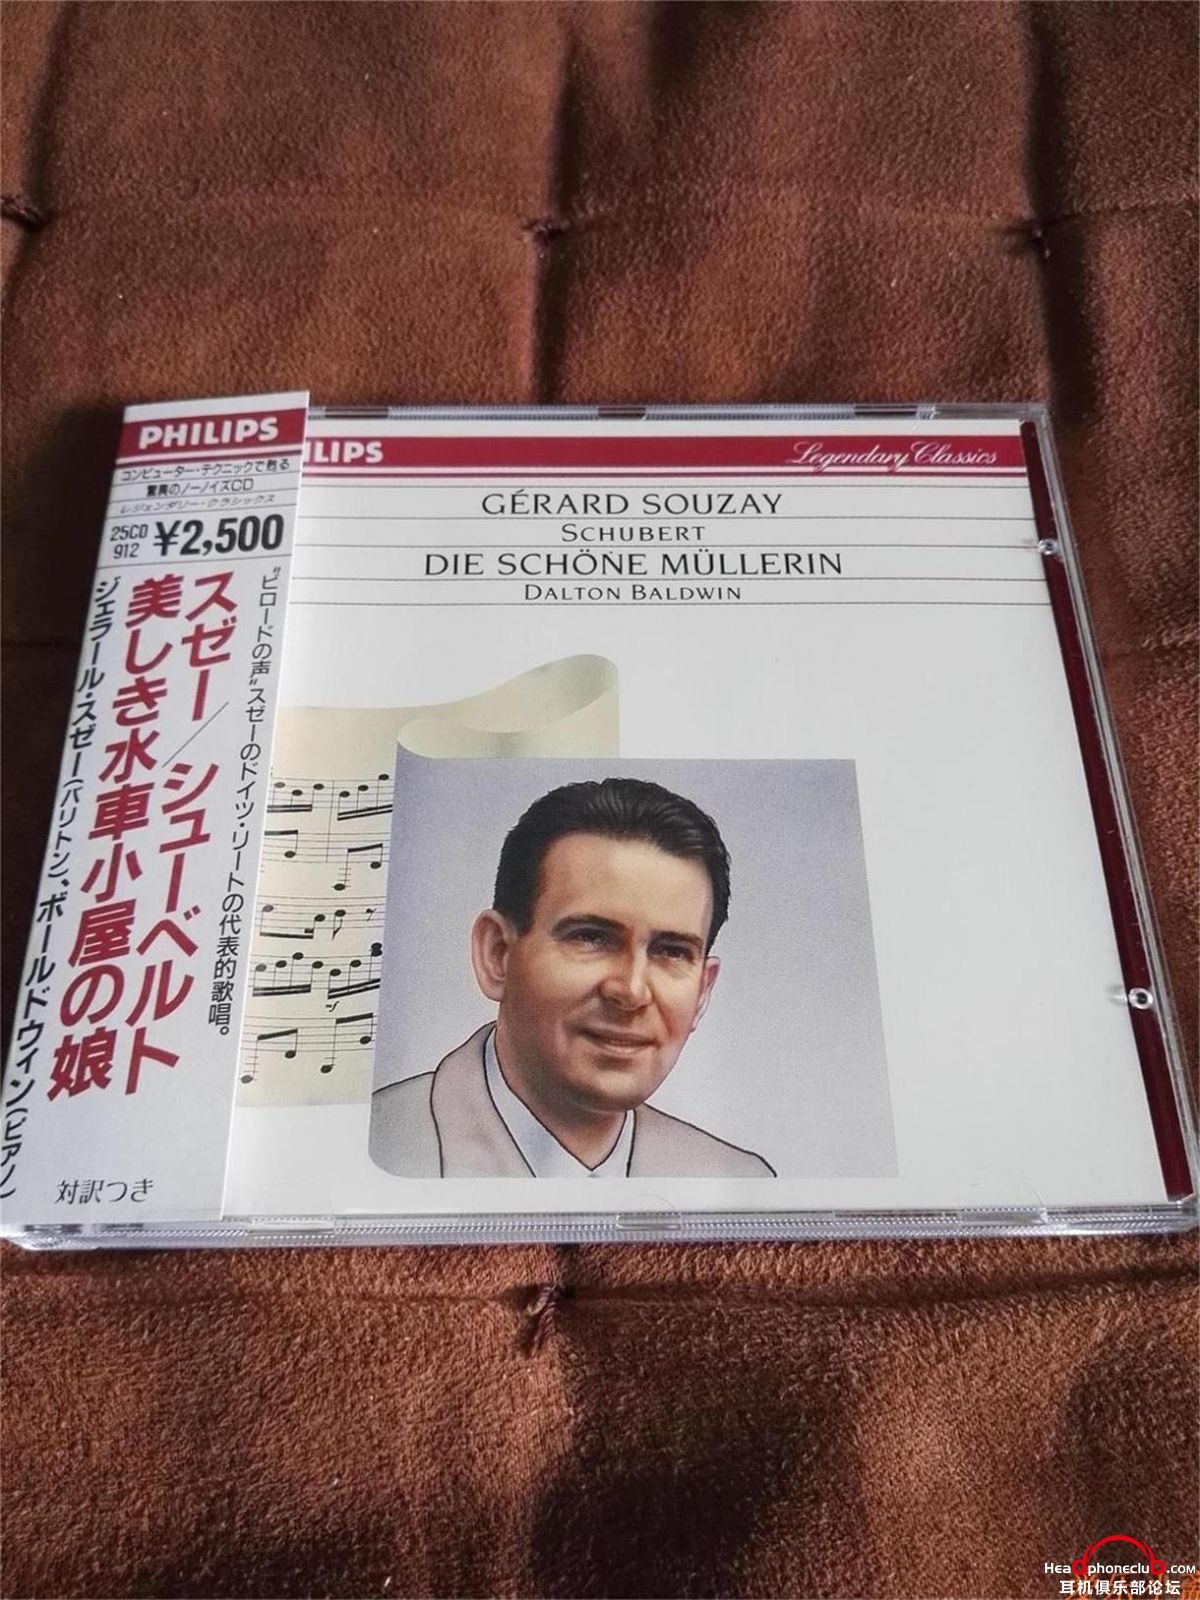 PHILIPS
コンピューター・テクニックで甦る
驚異のノーノイズCD
レジェンダリー・クラシックス
25CD
912
¥2,500
"ビロードの声"スゼーのドイツ・リートの代表的歌唱。
スゼー/シューベルト
美しき水車小屋の娘
ジェラール・スゼー(バリトン)、ボールドウィン(ピアノ)
対訳つき
ILIPS
Legendary Classics
GÉRARD SOUZAY
SCHUBERT
DIE SCHÖNE MÜLLERIN
DALTON BALDWIN
Headphoneclub.COM
耳机俱乐部论坛